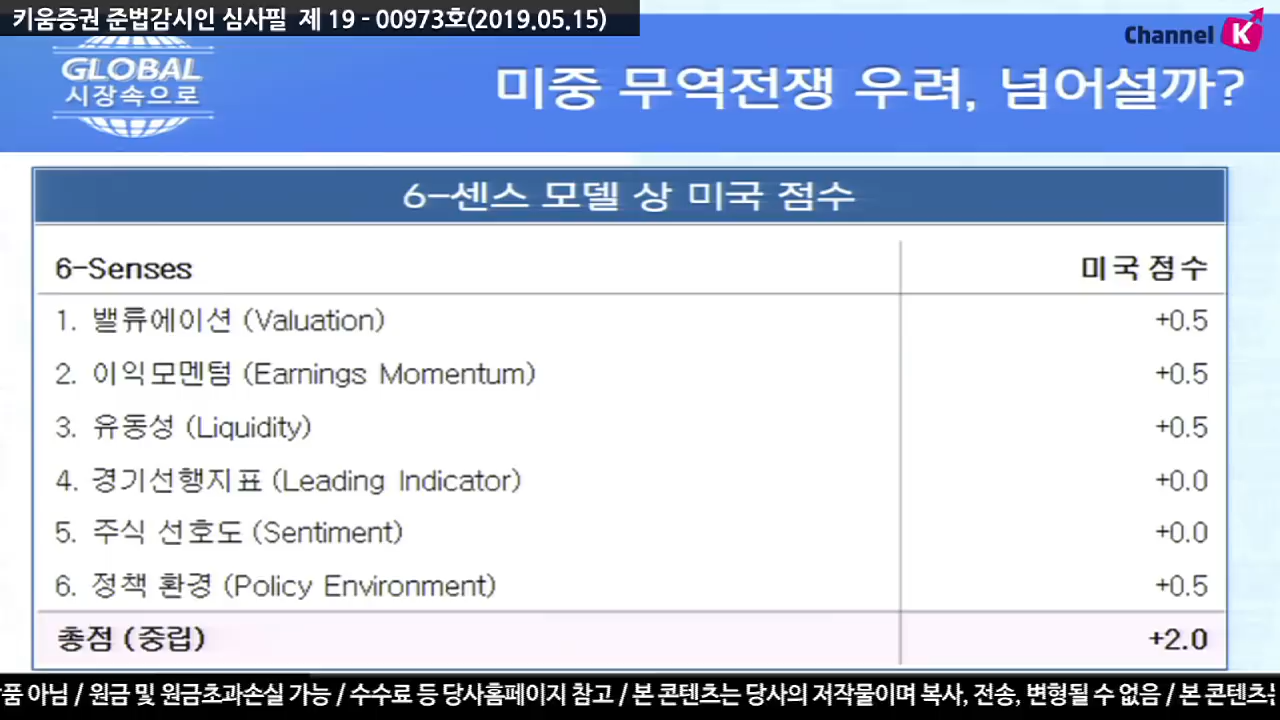 키움증권 준법감시인 심사필 제 19 - 00973호(2019.05.15)
Channel K
GLOBAL
시장속으로
미중 무역전쟁 우려, 넘어설까?
6-센스 모델 상 미국 점수
6-Senses 미국 점수
1. 밸류에이션 (Valuation) +0.5
2. 이익모멘텀 (Earnings Momentum) +0.5
3. 유동성 (Liquidity) +0.5
4. 경기선행지표 (Leading Indicator) +0.0
5. 주식 선호도 (Sentiment) +0.0
6. 정책 환경 (Policy Environment) +0.5
총점 (중립) +2.0
품 아님 / 원금 및 원금초과손실 가능 / 수수료 등 당사홈페이지 참고 / 본 콘텐츠는 당사의 저작물이며 복사, 전송, 변형될 수 없음 / 본 콘텐츠는